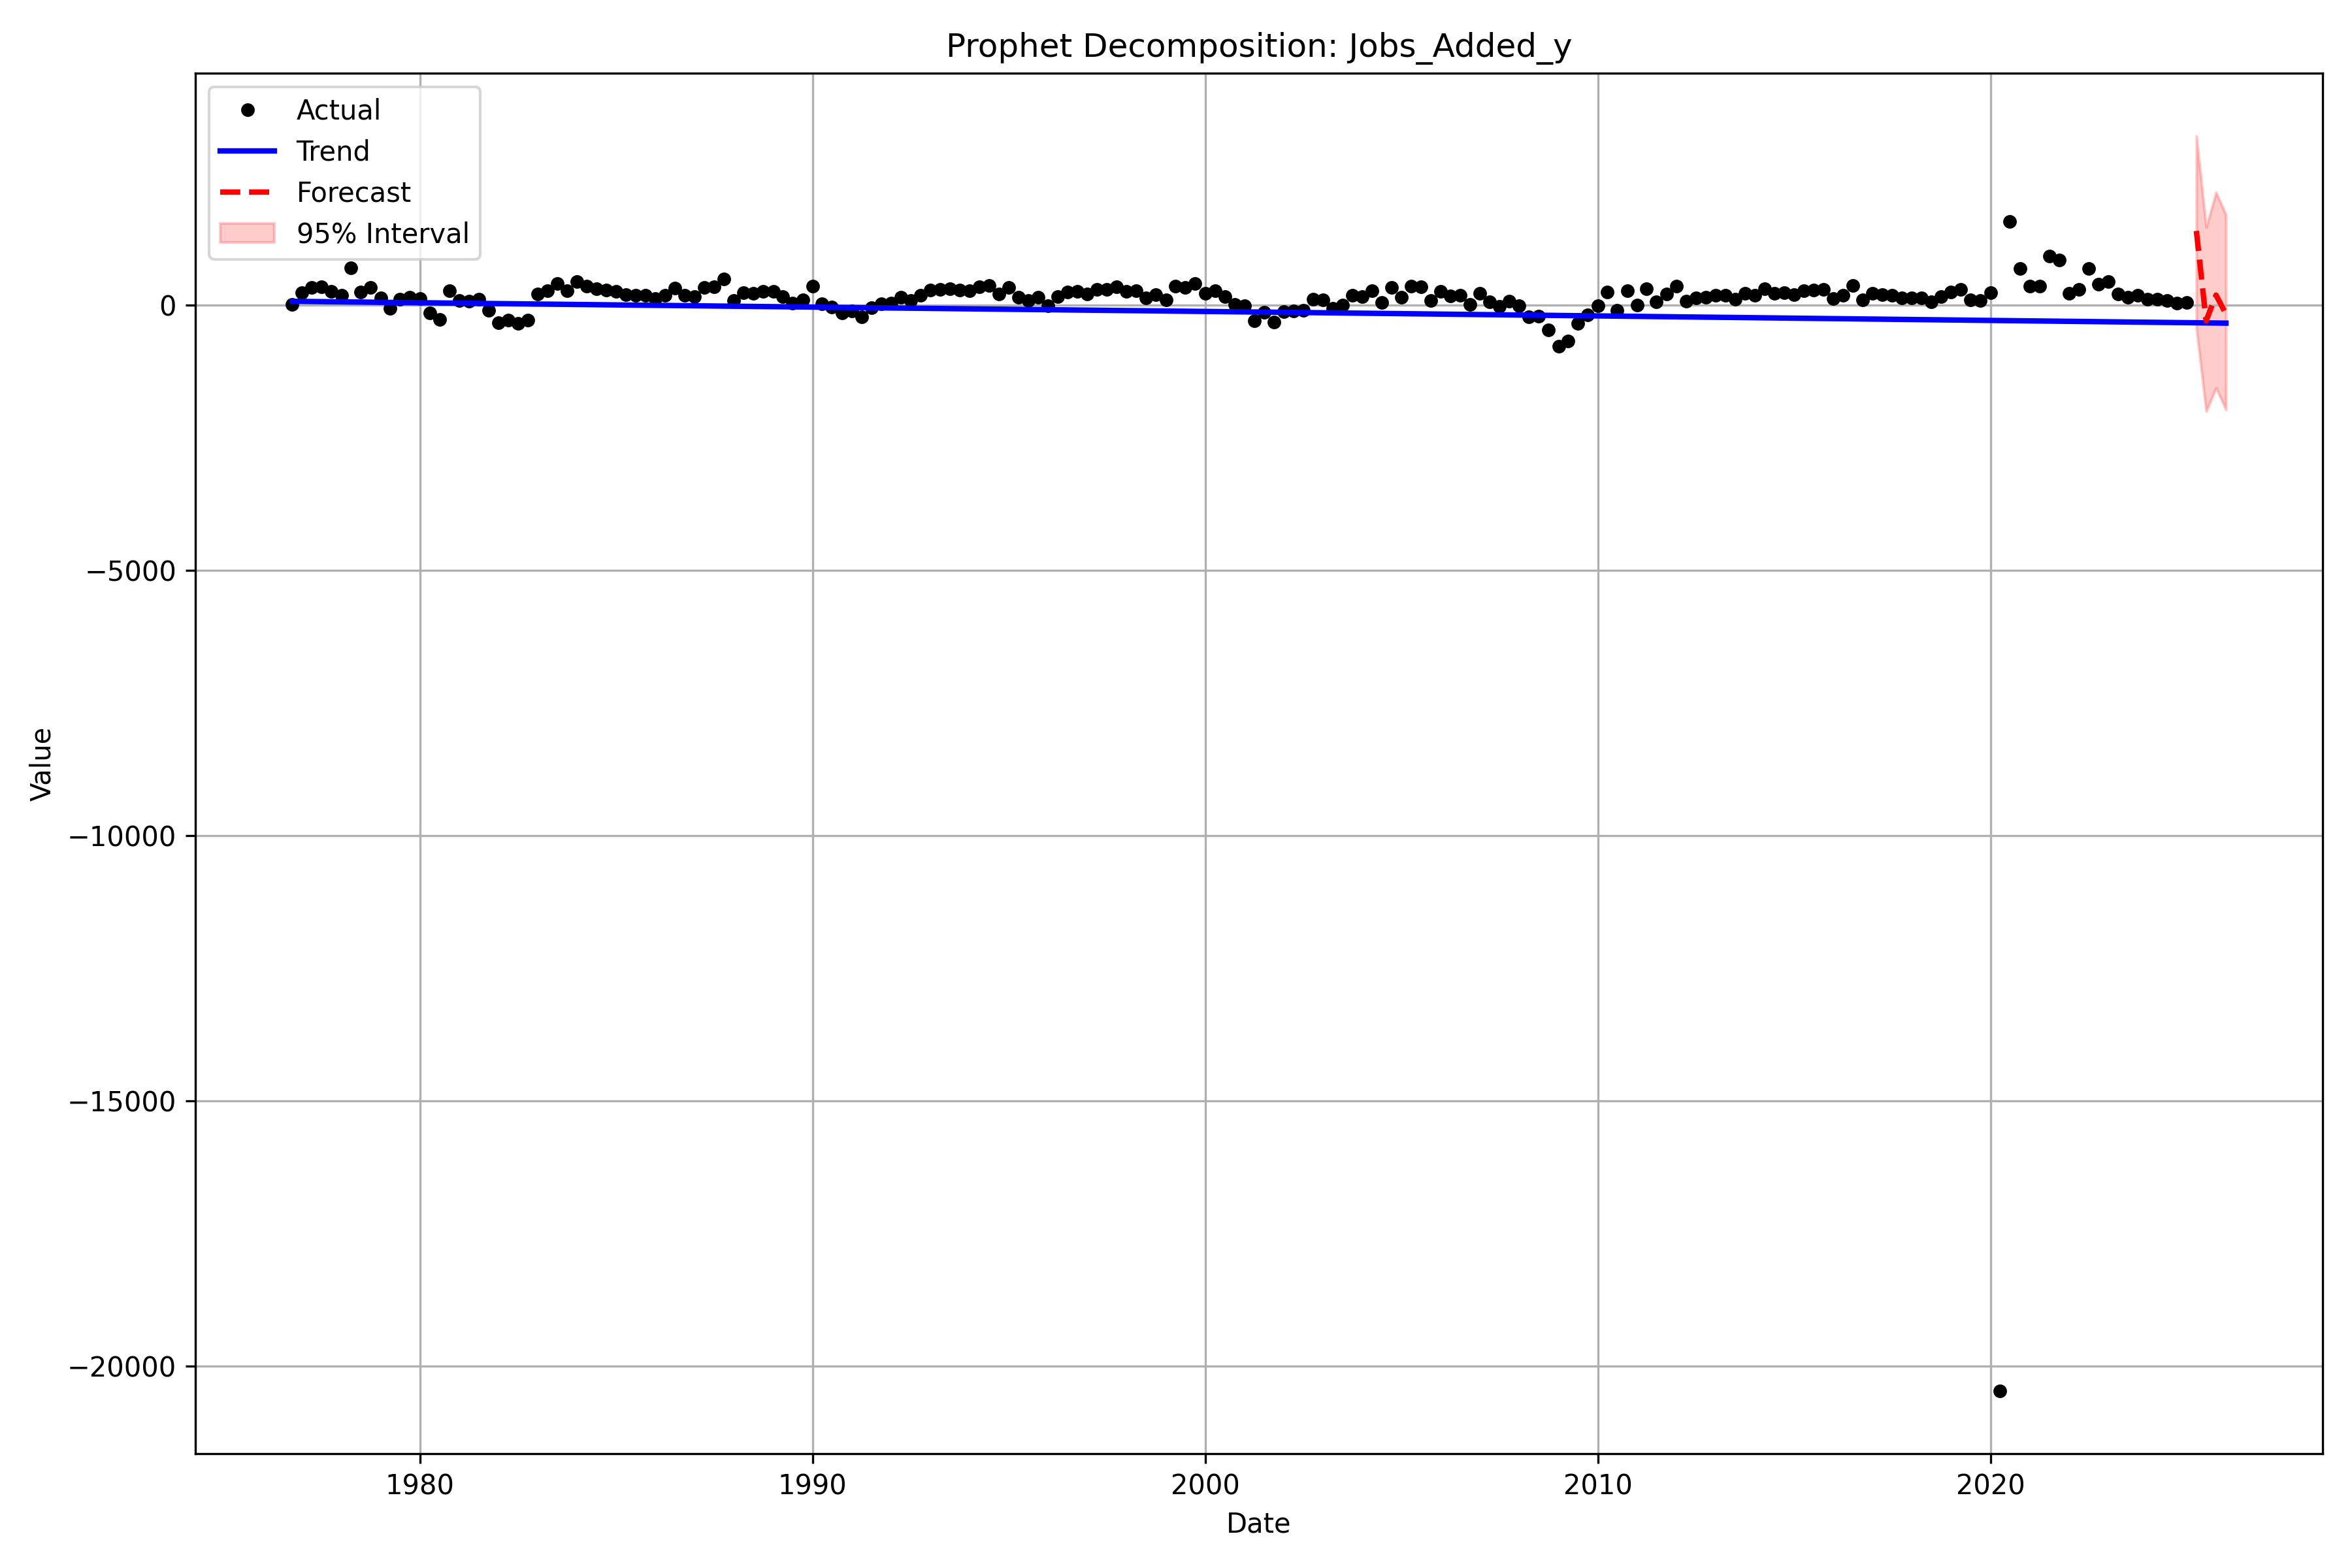 Prophet Decomposition: Jobs_Added_y
Actual
Trend
Forecast
95% Interval
0
−5000
−10000
−15000
−20000
Value
1980
1990
2000
2010
2020
Date